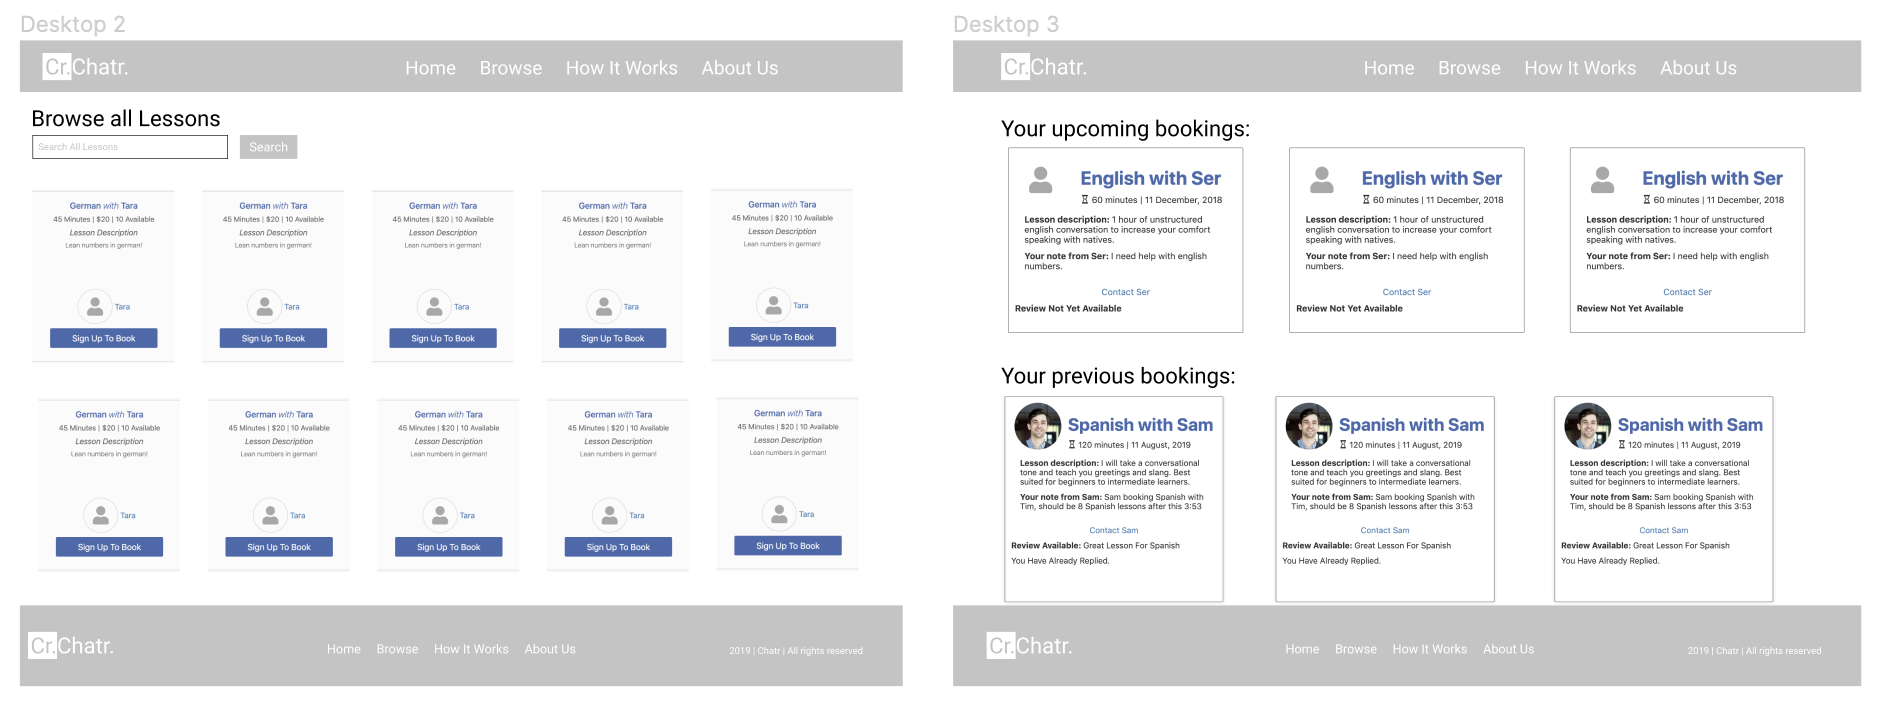 Desktop 2
Cr.Chatr.
Home Browse How It Works About Us
Browse all Lessons
Search All Lessons
Search
German with Tara
45 Minutes | $20 | 10 Available
Lesson Description
Lean numbers in german!
Tara
Sign Up To Book
German with Tara
45 Minutes | $20 | 10 Available
Lesson Description
Lean numbers in german!
Tara
Sign Up To Book
German with Tara
45 Minutes | $20 | 10 Available
Lesson Description
Lean numbers in german!
Tara
Sign Up To Book
German with Tara
45 Minutes | $20 | 10 Available
Lesson Description
Lean numbers in german!
Tara
Sign Up To Book
German with Tara
45 Minutes | $20 | 10 Available
Lesson Description
Lean numbers in german!
Tara
Sign Up To Book
German with Tara
45 Minutes | $20 | 10 Available
Lesson Description
Lean numbers in german!
Tara
Sign Up To Book
German with Tara
45 Minutes | $20 | 10 Available
Lesson Description
Lean numbers in german!
Tara
Sign Up To Book
German with Tara
45 Minutes | $20 | 10 Available
Lesson Description
Lean numbers in german!
Tara
Sign Up To Book
German with Tara
45 Minutes | $20 | 10 Available
Lesson Description
Lean numbers in german!
Tara
Sign Up To Book
German with Tara
45 Minutes | $20 | 10 Available
Lesson Description
Lean numbers in german!
Tara
Sign Up To Book
Cr.Chatr.
Home Browse How It Works About Us
2019 | Chatr | All rights reserved
Desktop 3
Cr.Chatr.
Home Browse How It Works About Us
Your upcoming bookings:
English with Ser
60 minutes | 11 December, 2018
Lesson description: 1 hour of unstructured
english conversation to increase your comfort
speaking with natives.
Your note from Ser: I need help with english
numbers.
Contact Ser
Review Not Yet Available
English with Ser
60 minutes | 11 December, 2018
Lesson description: 1 hour of unstructured
english conversation to increase your comfort
speaking with natives.
Your note from Ser: I need help with english
numbers.
Contact Ser
Review Not Yet Available
English with Ser
60 minutes | 11 December, 2018
Lesson description: 1 hour of unstructured
english conversation to increase your comfort
speaking with natives.
Your note from Ser: I need help with english
numbers.
Contact Ser
Review Not Yet Available
Your previous bookings:
Spanish with Sam
120 minutes | 11 August, 2019
Lesson description: I will take a conversational
tone and teach you greetings and slang. Best
suited for beginners to intermediate learners.
Your note from Sam: Sam booking Spanish with
Tim, should be 8 Spanish lessons after this 3:53
Contact Sam
Review Available: Great Lesson For Spanish
You Have Already Replied.
Spanish with Sam
120 minutes | 11 August, 2019
Lesson description: I will take a conversational
tone and teach you greetings and slang. Best
suited for beginners to intermediate learners.
Your note from Sam: Sam booking Spanish with
Tim, should be 8 Spanish lessons after this 3:53
Contact Sam
Review Available: Great Lesson For Spanish
You Have Already Replied.
Spanish with Sam
120 minutes | 11 August, 2019
Lesson description: I will take a conversational
tone and teach you greetings and slang. Best
suited for beginners to intermediate learners.
Your note from Sam: Sam booking Spanish with
Tim, should be 8 Spanish lessons after this 3:53
Contact Sam
Review Available: Great Lesson For Spanish
You Have Already Replied.
Cr.Chatr.
Home Browse How It Works About Us
2019 | Chatr | All rights reserved